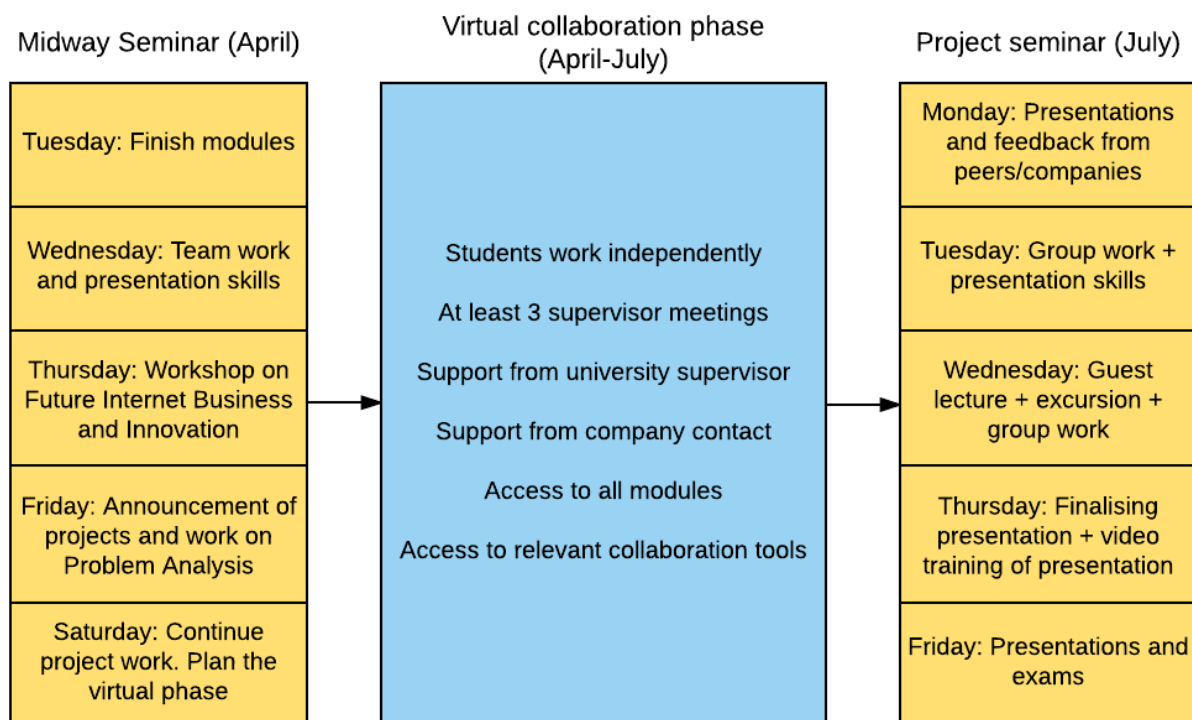 Midway Seminar (April)
Tuesday: Finish modules
Wednesday: Team work
and presentation skills
Thursday: Workshop on
Future Internet Business
and Innovation
Friday: Announcement of
projects and work on
Problem Analysis
Saturday: Continue
project work. Plan the
virtual phase
Virtual collaboration phase
(April-July)
Students work independently
At least 3 supervisor meetings
Support from university supervisor
Support from company contact
Access to all modules
Access to relevant collaboration tools
Project seminar (July)
Monday: Presentations
and feedback from
peers/companies
Tuesday: Group work +
presentation skills
Wednesday: Guest
lecture + excursion +
group work
Thursday: Finalising
presentation + video
training of presentation
Friday: Presentations and
exams